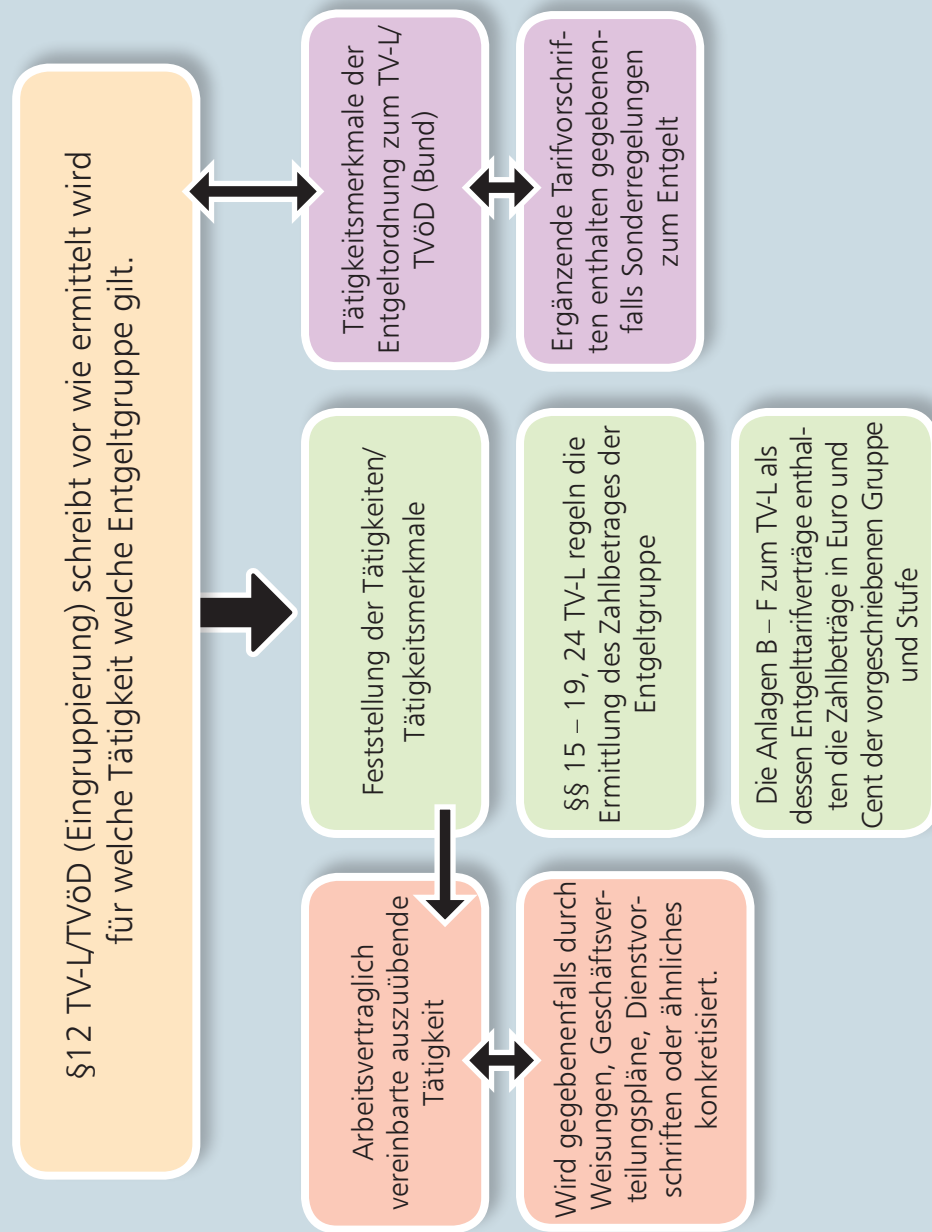 §12 TV-L/TVöD (Eingruppierung) schreibt vor wie ermittelt wird
für welche Tätigkeit welche Entgeltgruppe gilt.
Arbeitsvertraglich
vereinbarte auszuübende
Tätigkeit
Wird gegebenenfalls durch
Weisungen, Geschäftsver-
teilungspläne, Dienstvor-
schriften oder ähnliches
konkretisiert.
Feststellung der Tätigkeiten/
Tätigkeitsmerkmale
§§ 15 – 19, 24 TV-L regeln die
Ermittlung des Zahlbetrages der
Entgeltgruppe
Die Anlagen B – F zum TV-L als
dessen Entgelttarifverträge enthal-
ten die Zahlbeträge in Euro und
Cent der vorgeschriebenen Gruppe
und Stufe
Tätigkeitsmerkmale der
Entgeltordnung zum TV-L/
TVöD (Bund)
Ergänzende Tarifvorschrif-
ten enthalten gegebenen-
falls Sonderregelungen
zum Entgelt